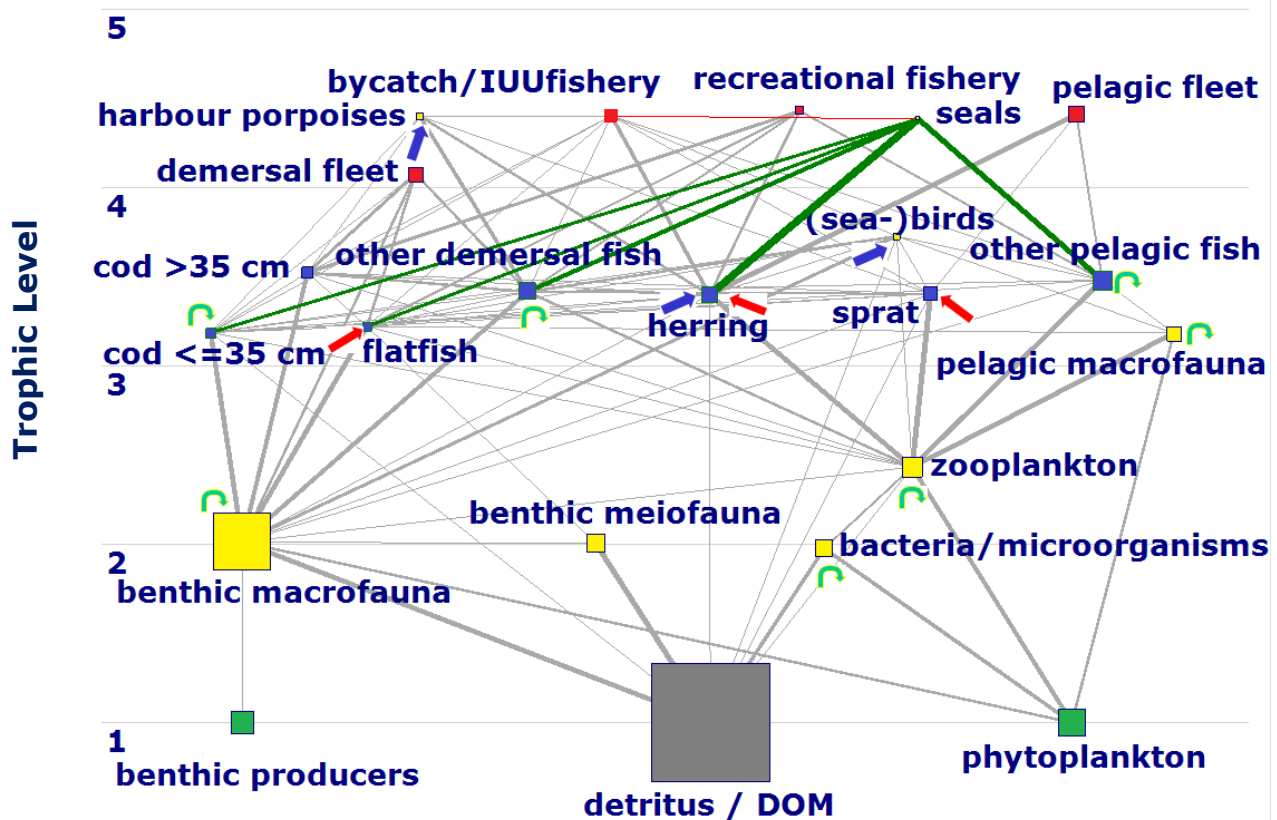 5
bycatch/IUUfishery
recreational fishery
pelagic fleet
harbour porpoises
seals
demersal fleet
4
(sea-)birds
other demersal fish
other pelagic fish
cod >35 cm
sprat
herring
cod <=35 cm
flatfish
pelagic macrofauna
3
Trophic Level
zooplankton
benthic meiofauna
bacteria/microorganisms
2
benthic macrofauna
1
benthic producers
phytoplankton
detritus / DOM